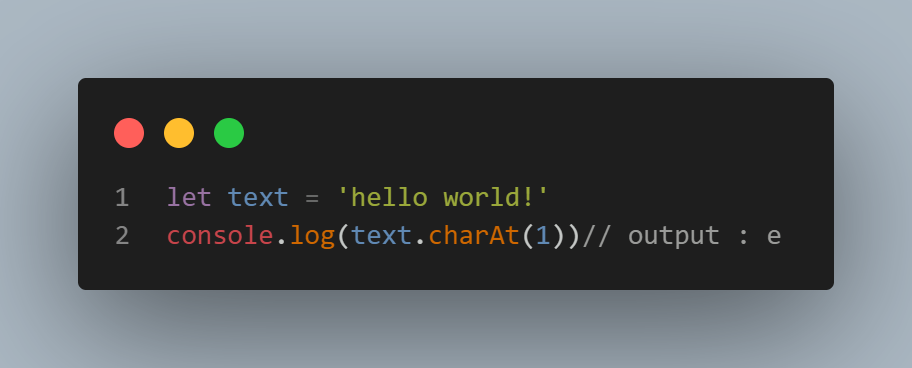 1 let text = 'hello world!'
2 console.log(text.charAt(1))// output : e